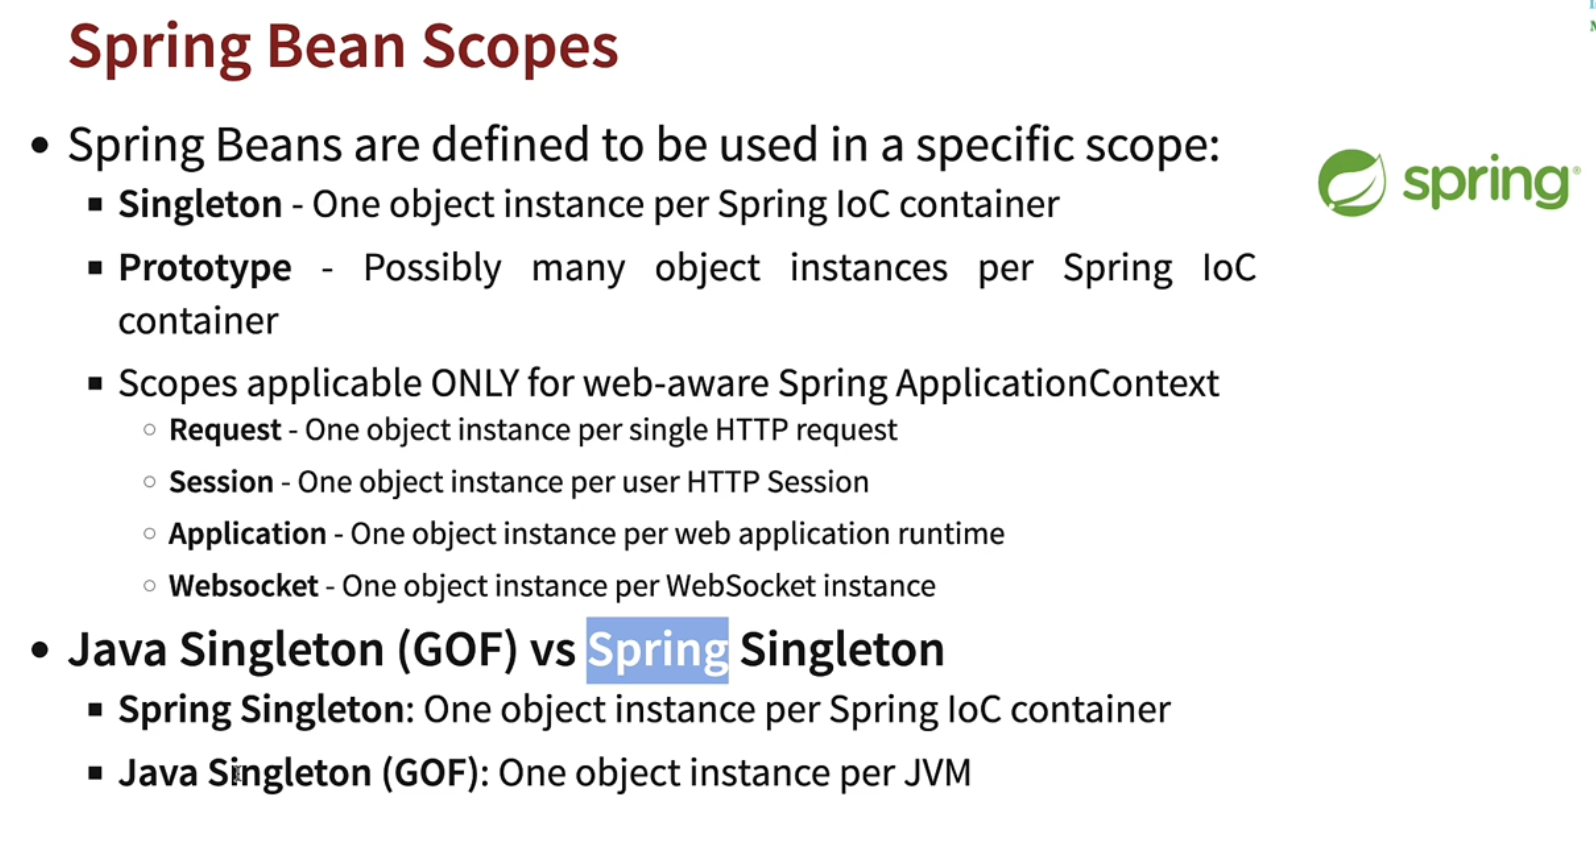 Spring Bean Scopes
• Spring Beans are defined to be used in a specific scope:
spring®
▪ Singleton - One object instance per Spring IoC container
▪ Prototype - Possibly many object instances per Spring IoC
container
▪ Scopes applicable ONLY for web-aware Spring ApplicationContext
○ Request - One object instance per single HTTP request
○ Session - One object instance per user HTTP Session
○ Application - One object instance per web application runtime
○ Websocket - One object instance per WebSocket instance
• Java Singleton (GOF) vs Spring Singleton
▪ Spring Singleton: One object instance per Spring IoC container
▪ Java Singleton (GOF): One object instance per JVM